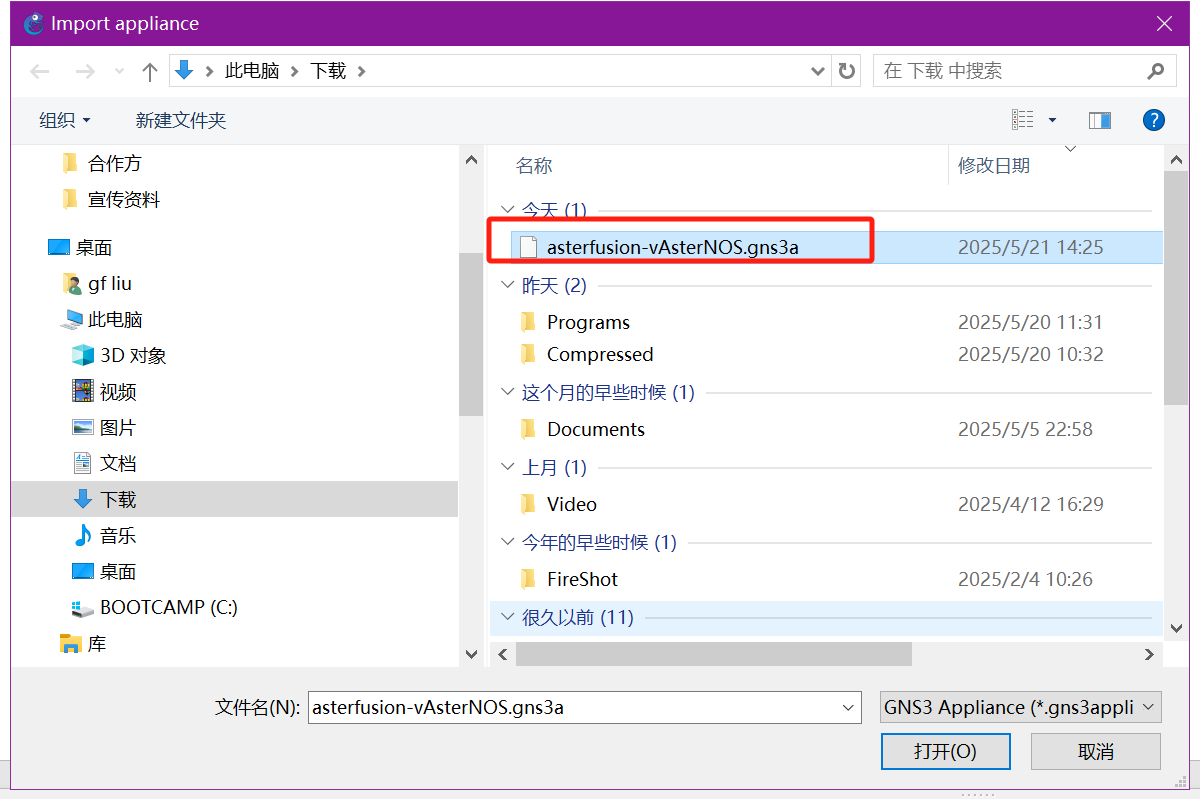 Import appliance
此电脑 下载
在 下载 中搜索
组织 新建文件夹
合作方
宣传资料
桌面
gf liu
此电脑
3D 对象
视频
图片
文档
下载
音乐
桌面
BOOTCAMP (C:)
库
名称 修改日期
今天 (1)
asterfusion-vAsterNOS.gns3a 2025/5/21 14:25
昨天 (2)
Programs 2025/5/20 11:31
Compressed 2025/5/20 10:32
这个月的早些时候 (1)
Documents 2025/5/5 22:58
上月 (1)
Video 2025/4/12 16:29
今年的早些时候 (1)
FireShot 2025/2/4 10:26
很久以前 (11)
文件名(N): asterfusion-vAsterNOS.gns3a GNS3 Appliance (*.gns3appli
打开(O) 取消